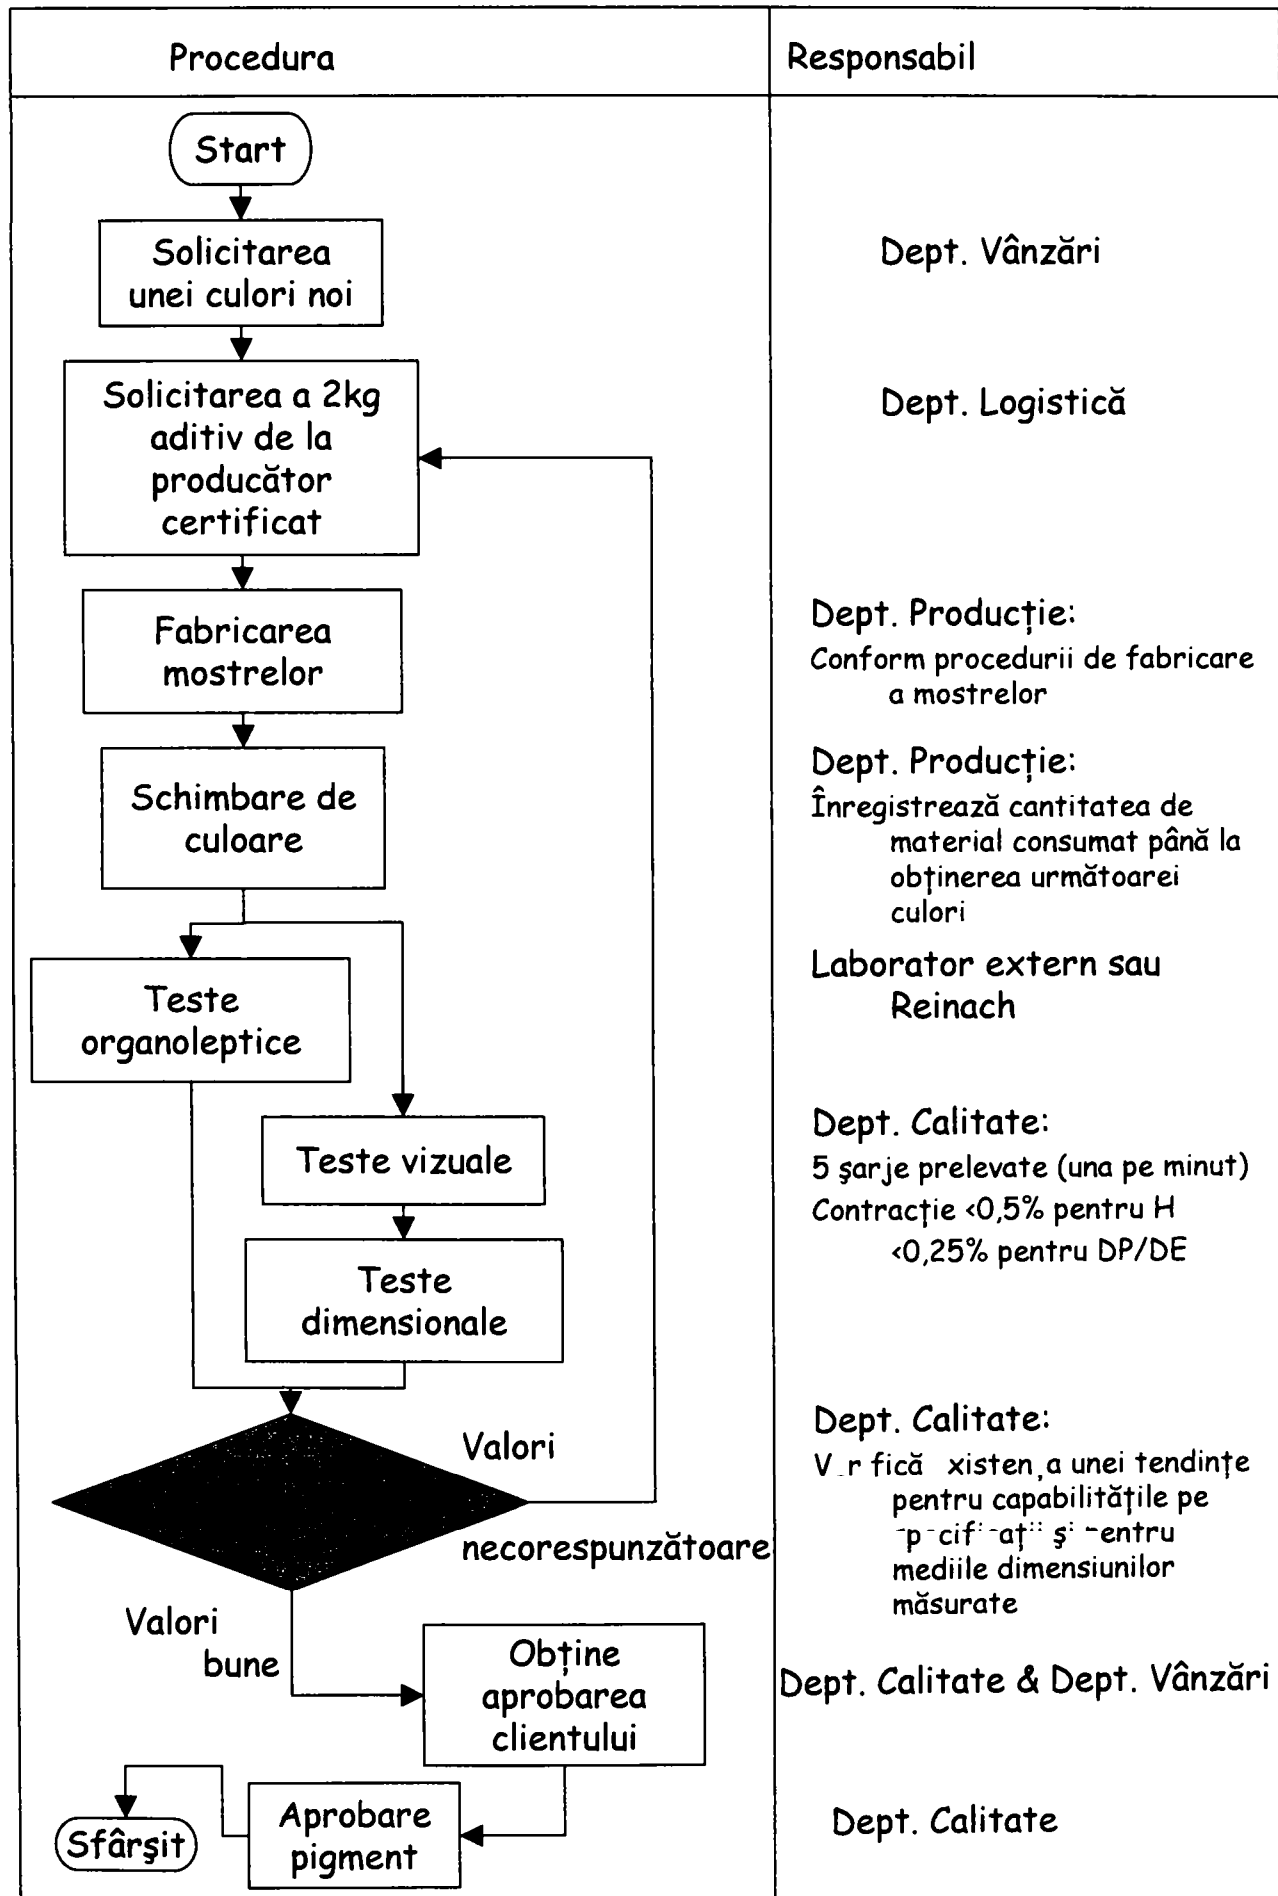 Procedura
Responsabil
Start
Solicitarea
unei culori noi
Dept. Vânzări
Solicitarea a 2kg
aditiv de la
producător
certificat
Dept. Logistică
Fabricarea
mostrelor
Dept. Producție:
Conform procedurii de fabricare
a mostrelor
Schimbare de
culoare
Dept. Producție:
Înregistrează cantitatea de
material consumat până la
obținerea următoarei
culori
Teste
organoleptice
Laborator extern sau
Reinach
Teste vizuale
Dept. Calitate:
5 șarje prelevate (una pe minut)
Contracție <0,5% pentru H
<0,25% pentru DP/DE
Teste
dimensionale
Valori
necorespunzătoare
Dept. Calitate:
a unei tendințe
pentru capabilitățile pe
mediile dimensiunilor
măsurate
Valori
bune
Obține
aprobarea
clientului
Dept. Calitate & Dept. Vânzări
Aprobare
pigment
Sfârșit
Dept. Calitate